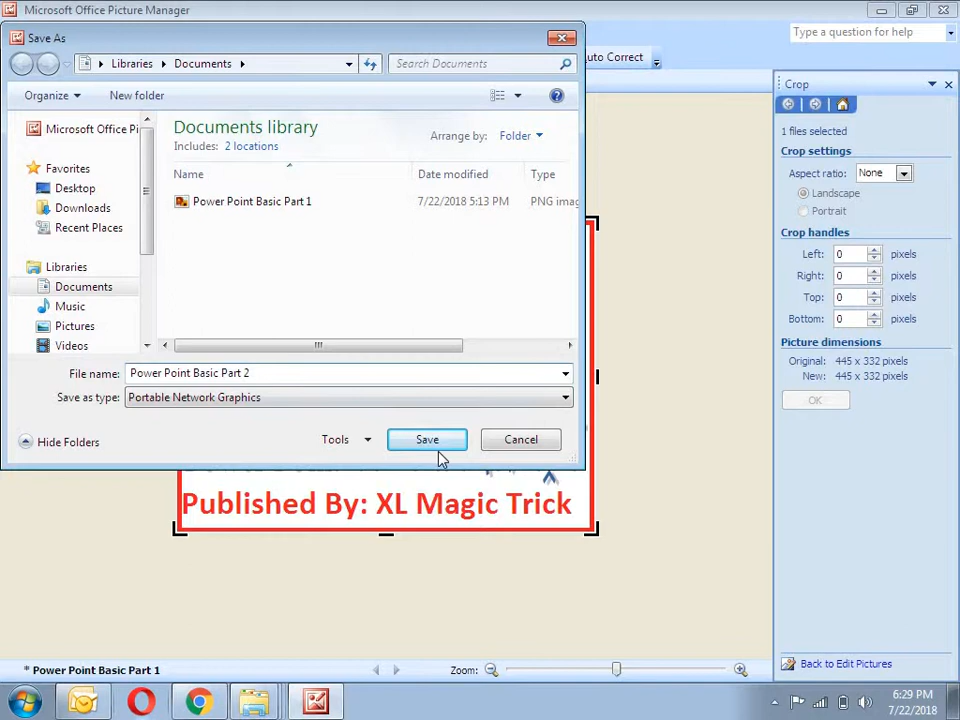 Microsoft Office Picture Manager
Type a question for help
Save As
Libraries Documents
Search Documents
uto Correct
Organize
New folder
Crop
Microsoft Office Pi
Documents library
Includes: 2 locations
Arrange by: Folder
1 files selected
Crop settings
Favorites
Desktop
Downloads
Recent Places
Name
Date modified
Type
Aspect ratio: None
Landscape
Portrait
Power Point Basic Part 1
7/22/2018 5:13 PM
PNG imag
Crop handles
Left: 0 pixels
Right: 0 pixels
Top: 0 pixels
Bottom: 0 pixels
Libraries
Documents
Music
Pictures
Videos
Picture dimensions
Original: 445 x 332 pixels
New: 445 x 332 pixels
OK
File name: Power Point Basic Part 2
Save as type: Portable Network Graphics
Hide Folders
Tools
Save
Cancel
Published By: XL Magic Trick
* Power Point Basic Part 1
Zoom:
Back to Edit Pictures
6:29 PM
7/22/2018